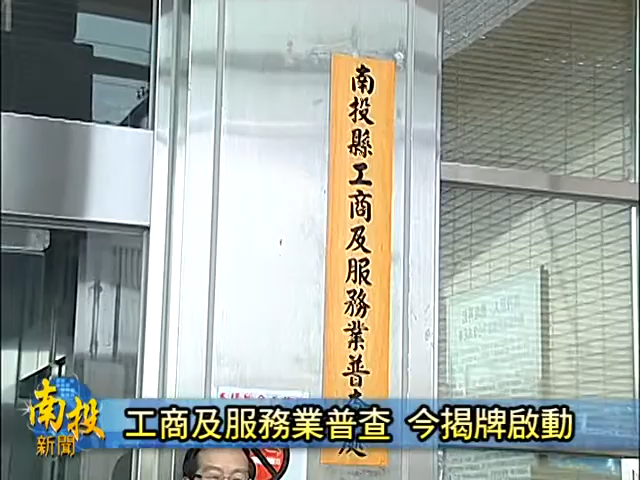 南投縣工商及服務業普查處
南投
新聞
工商及服務業普查 今揭牌啟動